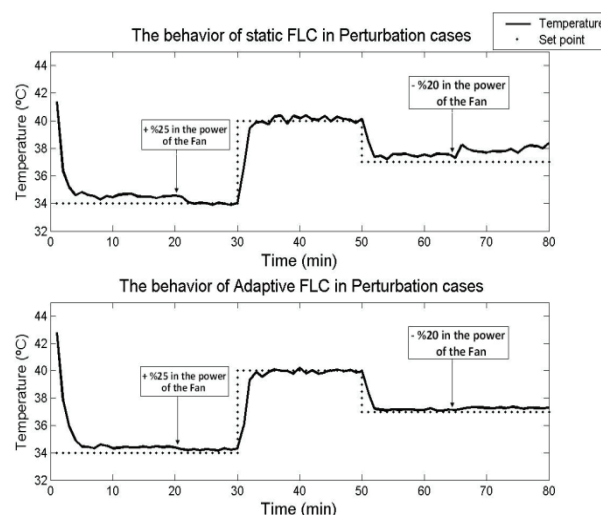 Temperature
Set point
The behavior of static FLC in Perturbation cases
44
42
40
38
36
34
32
Temperature (ºC)
+ %25 in the power
of the Fan
- %20 in the power
of the Fan
0 10 20 30 40 50 60 70 80
Time (min)
The behavior of Adaptive FLC in Perturbation cases
44
42
40
38
36
34
32
Temperature (ºC)
+ %25 in the power
of the Fan
- %20 in the power
of the Fan
0 10 20 30 40 50 60 70 80
Time (min)